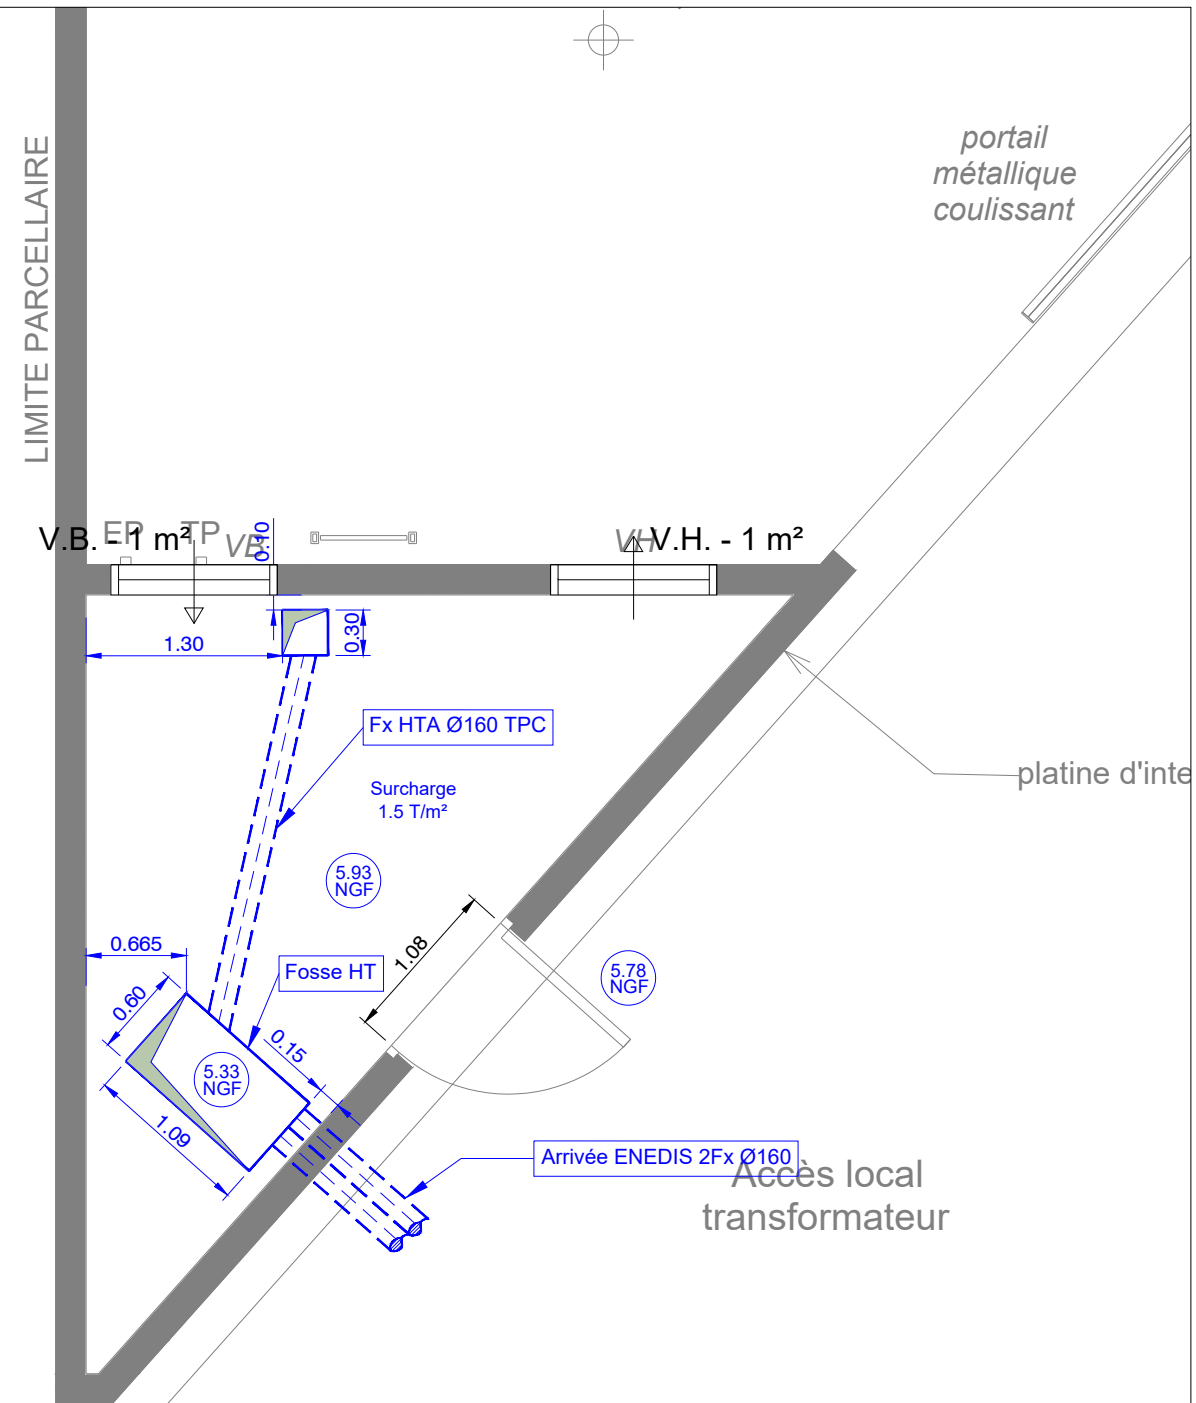 portail
métallique
coulissant
LIMITE PARCELLAIRE
V.B. - 1 m²
EP
TP
VB
0.10
VH
V.H. - 1 m²
1.30
0.30
Fx HTA Ø160 TPC
Surcharge
1.5 T/m²
platine d'inte
5.93
NGF
0.665
1.08
Fosse HT
5.78
NGF
0.60
0.15
5.33
NGF
1.09
Arrivée ENEDIS 2Fx Ø160
Accès local
transformateur